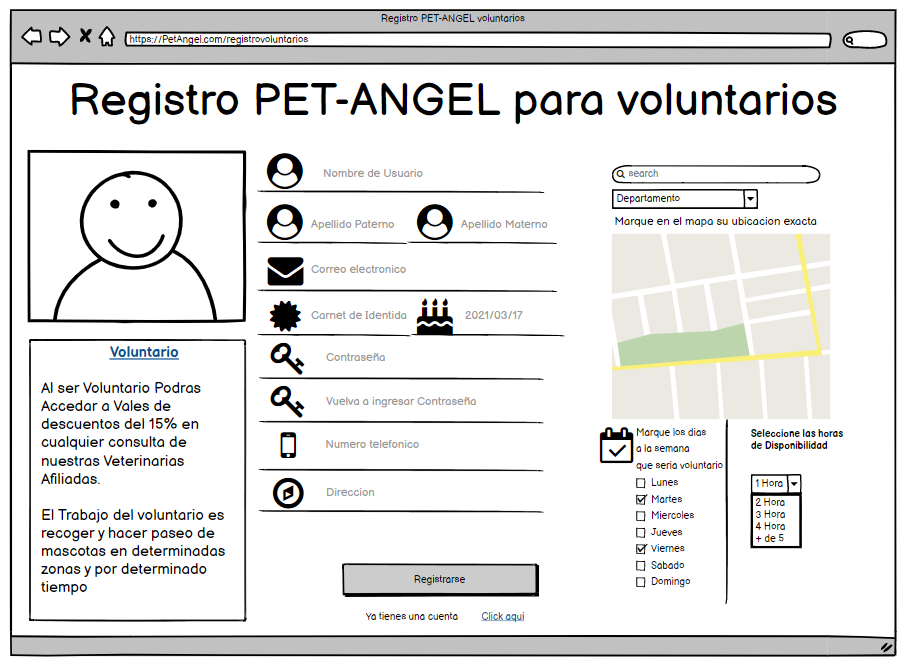 Registro PET-ANGEL voluntarios
https://PetAngel.com/registrovoluntarios
Registro PET-ANGEL para voluntarios
Voluntario
Al ser Voluntario Podras
Accedar a Vales de
descuentos del 15% en
cualquier consulta de
nuestras Veterinarias
Afiliadas.
El Trabajo del voluntario es
recoger y hacer paseo de
mascotas en determinadas
zonas y por determinado
tiempo
Nombre de Usuario
Apellido Paterno
Apellido Materno
Correo electronico
Carnet de Identida
2021/03/17
Contraseña
Vuelva a ingresar Contraseña
Numero telefonico
Direccion
Registrarse
Ya tienes una cuenta
Click aqui
search
Departamento
Marque en el mapa su ubicacion exacta
Marque los dias
a la semana
que seria voluntario
Lunes
Martes
Miercoles
Jueves
Viernes
Sabado
Domingo
Seleccione las horas
de Disponibilidad
1 Hora
2 Hora
3 Hora
4 Hora
+ de 5